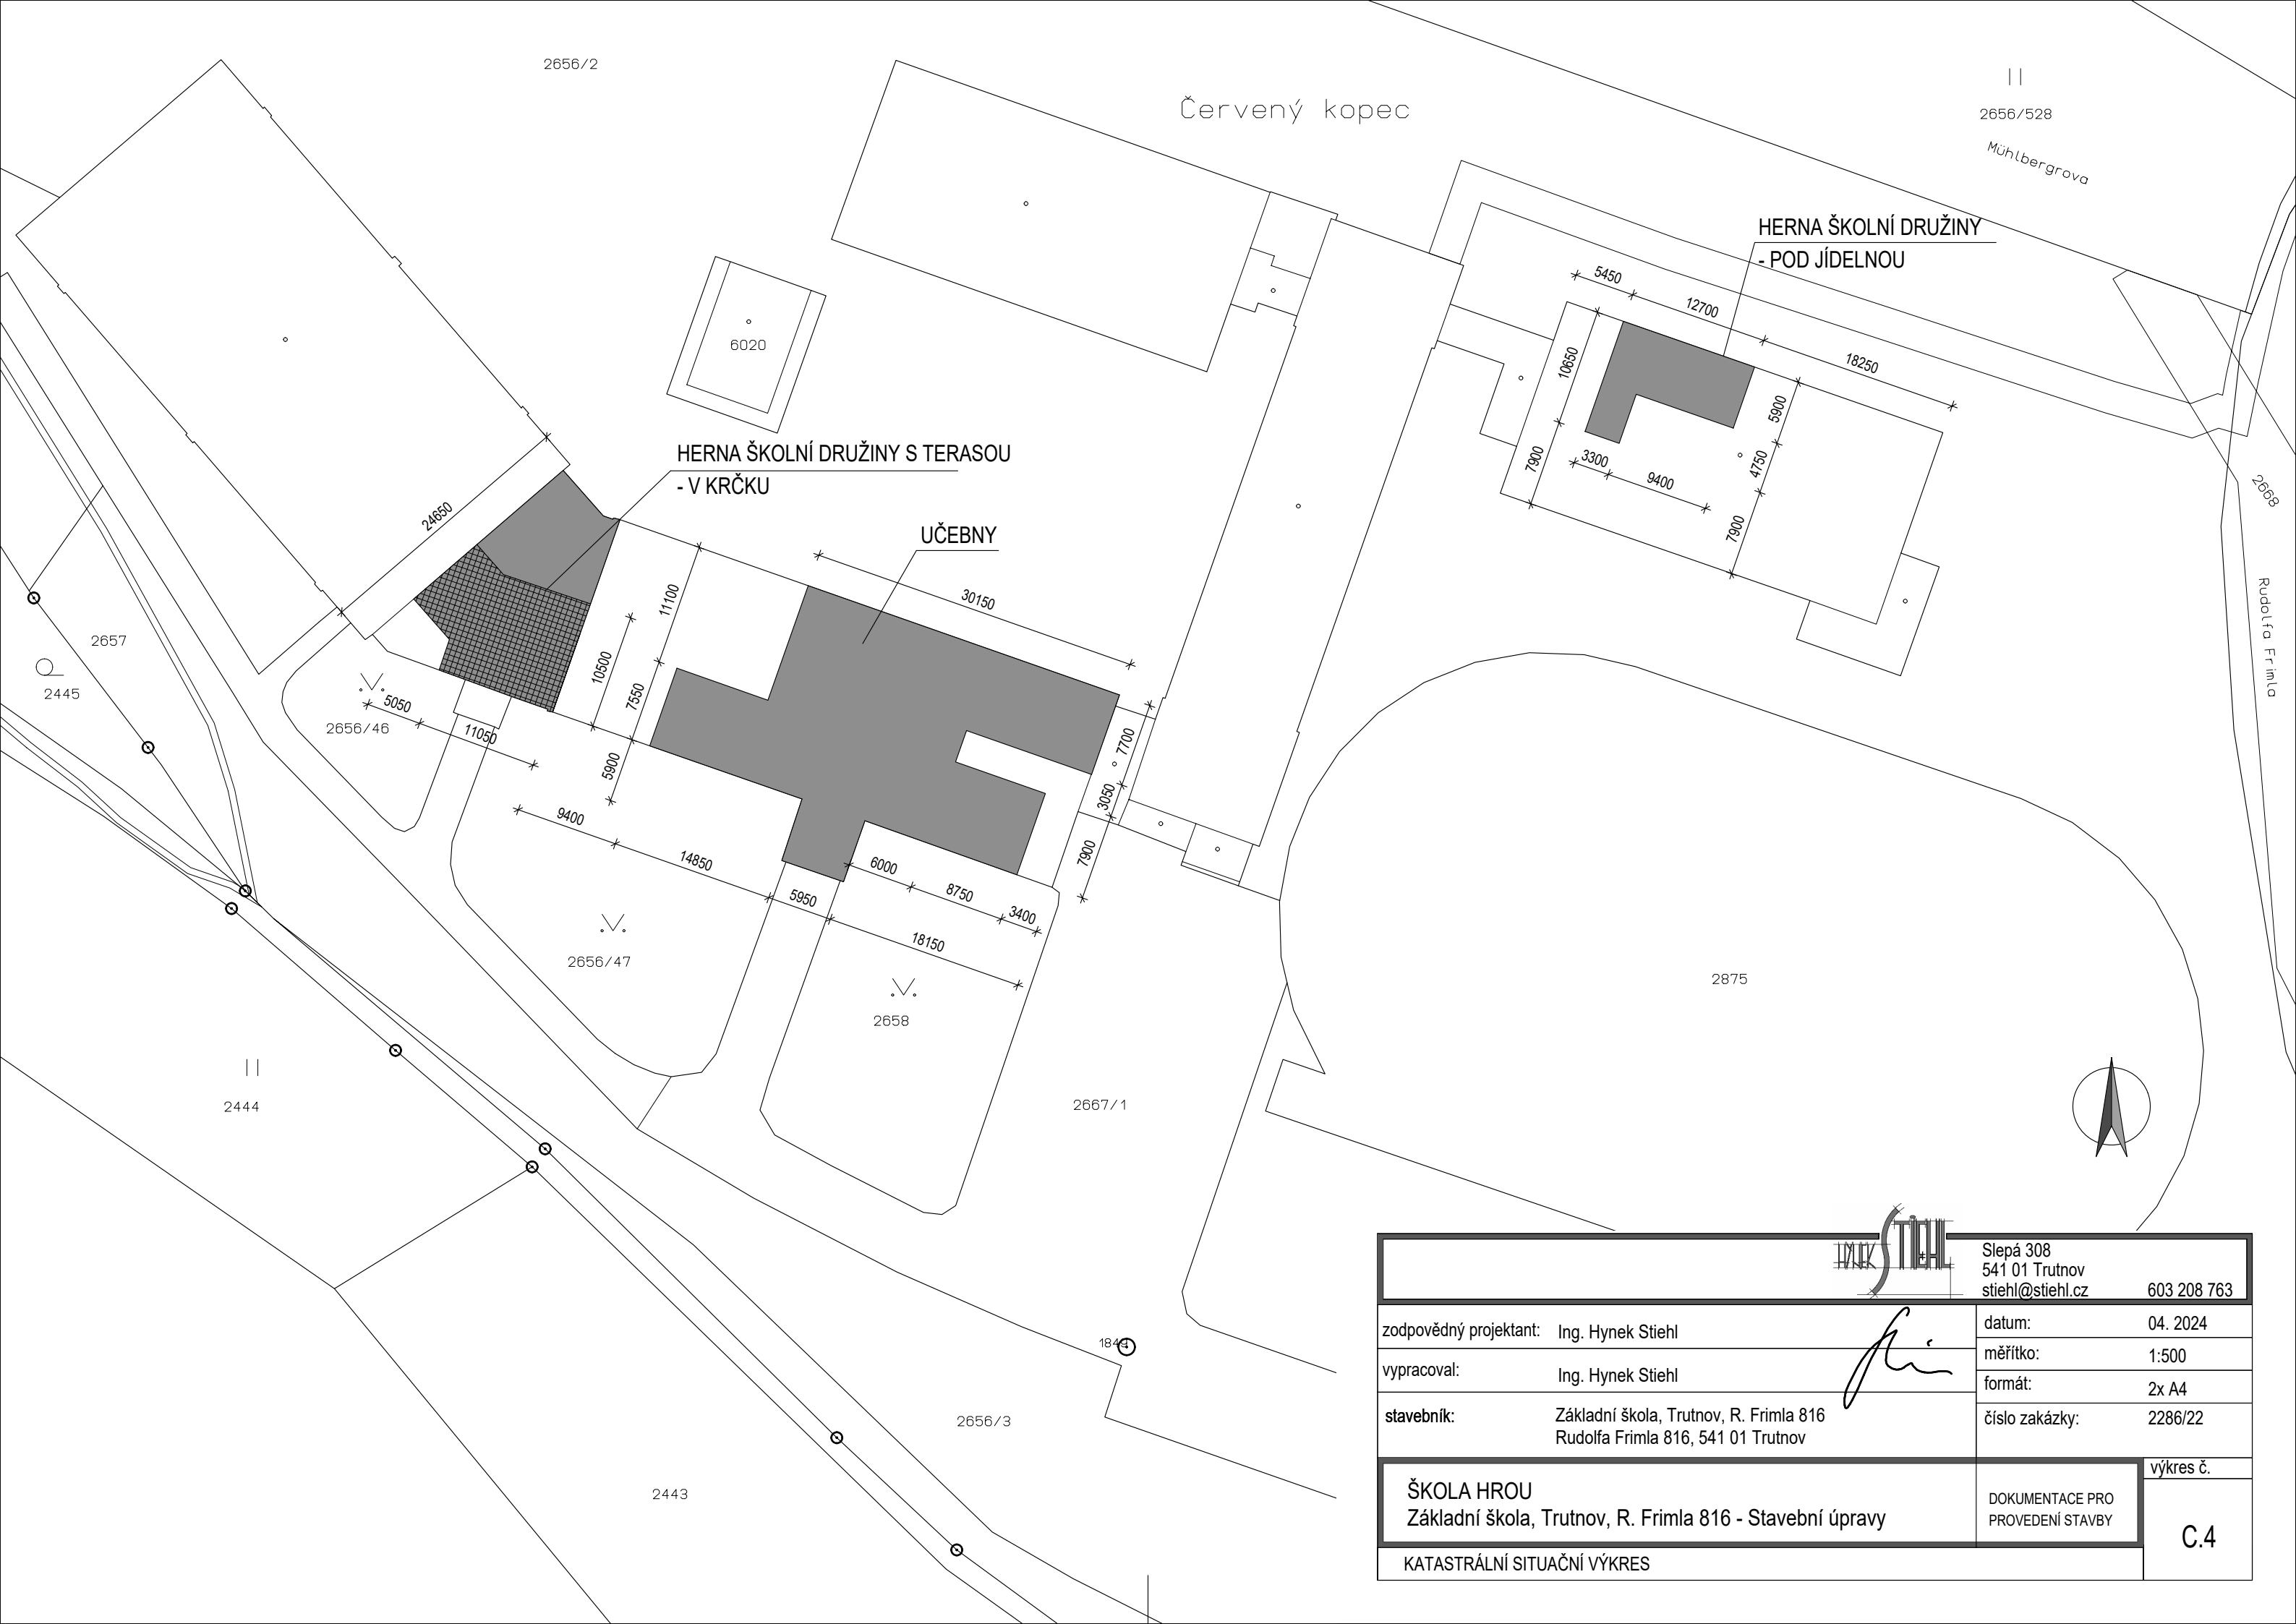 2656/2
Červený kopec
2656/528
Mühlbergrova
HERNA ŠKOLNÍ DRUŽINY
- POD JÍDELNOU
5450
12700
18250
10650
7900
5900
4750
7900
3300
9400
6020
HERNA ŠKOLNÍ DRUŽINY S TERASOU
- V KRČKU
24650
UČEBNY
30150
11100
10500
7550
5900
2668
Rudolfa Frimla
2657
2445
5050
2656/46
11050
7700
3050
7900
9400
14850
5950
6000
8750
3400
18150
2656/47
2658
2875
2444
2667/1
2656/3
2443
HYNEK STIEHL
Slepá 308
541 01 Trutnov
stiehl@stiehl.cz 603 208 763
zodpovědný projektant: Ing. Hynek Stiehl
datum: 04. 2024
vypracoval: Ing. Hynek Stiehl
měřítko: 1:500
formát: 2x A4
stavebník: Základní škola, Trutnov, R. Frimla 816
Rudolfa Frimla 816, 541 01 Trutnov
číslo zakázky: 2286/22
ŠKOLA HROU
Základní škola, Trutnov, R. Frimla 816 - Stavební úpravy
DOKUMENTACE PRO
PROVEDENÍ STAVBY
výkres č.
C.4
KATASTRÁLNÍ SITUAČNÍ VÝKRES